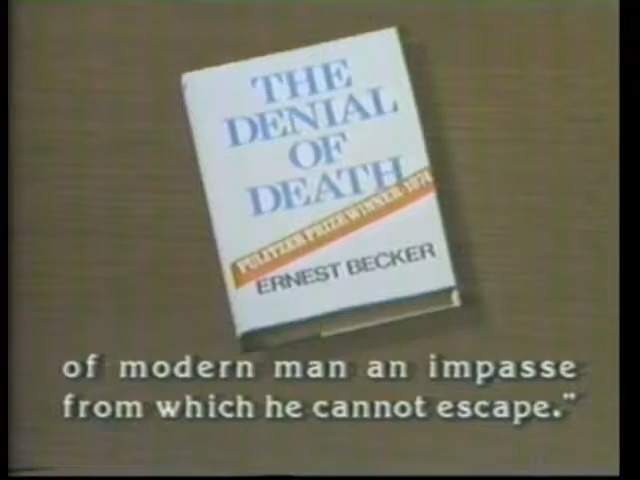 THE
DENIAL
OF
DEATH
PULITZER PRIZE WINNER 1974
ERNEST BECKER
of modern man an impasse
from which he cannot escape."